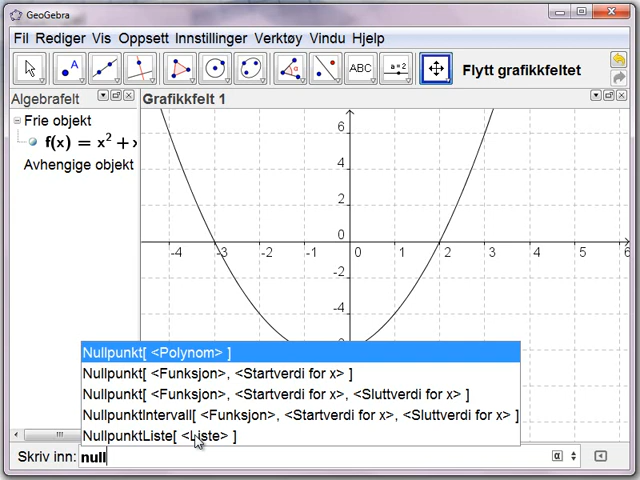 GeoGebra
Fil Rediger Vis Oppsett Innstillinger Verktøy Vindu Hjelp
A
α
ABC
a=2
Flytt grafikkfeltet
Algebrafelt
Grafikkfelt 1
Frie objekt
f(x) = x² + x
Avhengige objekt
6
4
2
0
-4 -3 -2 -1 0 1 2 3 4 5 6
-2
-4
Nullpunkt[ <Polynom> ]
Nullpunkt[ <Funksjon>, <Startverdi for x> ]
Nullpunkt[ <Funksjon>, <Startverdi for x>, <Sluttverdi for x> ]
NullpunktIntervall[ <Funksjon>, <Startverdi for x>, <Sluttverdi for x> ]
NullpunktListe[ <Liste> ]
Skriv inn: null
α